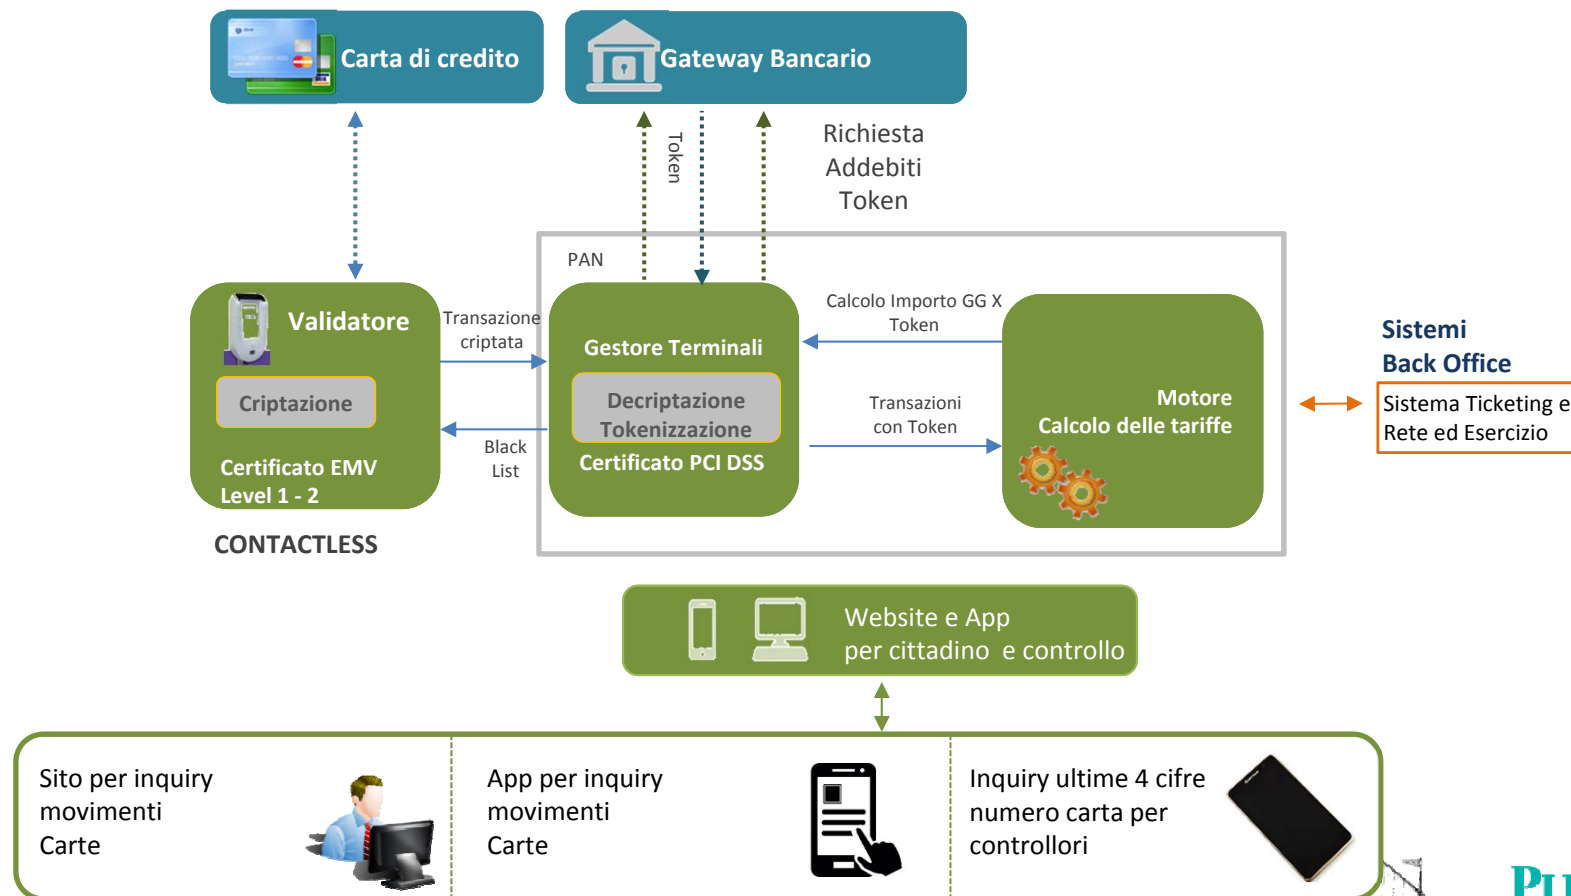 Carta di credito
Gateway Bancario
Token
Richiesta
Addebiti
Token
PAN
Validatore
Criptazione
Certificato EMV
Level 1 - 2
CONTACTLESS
Transazione
criptata
Black
List
Gestore Terminali
Decriptazione
Tokenizzazione
Certificato PCI DSS
Calcolo Importo GG X
Token
Transazioni
con Token
Motore
Calcolo delle tariffe
Sistemi
Back Office
Sistema Ticketing e
Rete ed Esercizio
Website e App
per cittadino e controllo
Sito per inquiry
movimenti
Carte
App per inquiry
movimenti
Carte
Inquiry ultime 4 cifre
numero carta per
controllori